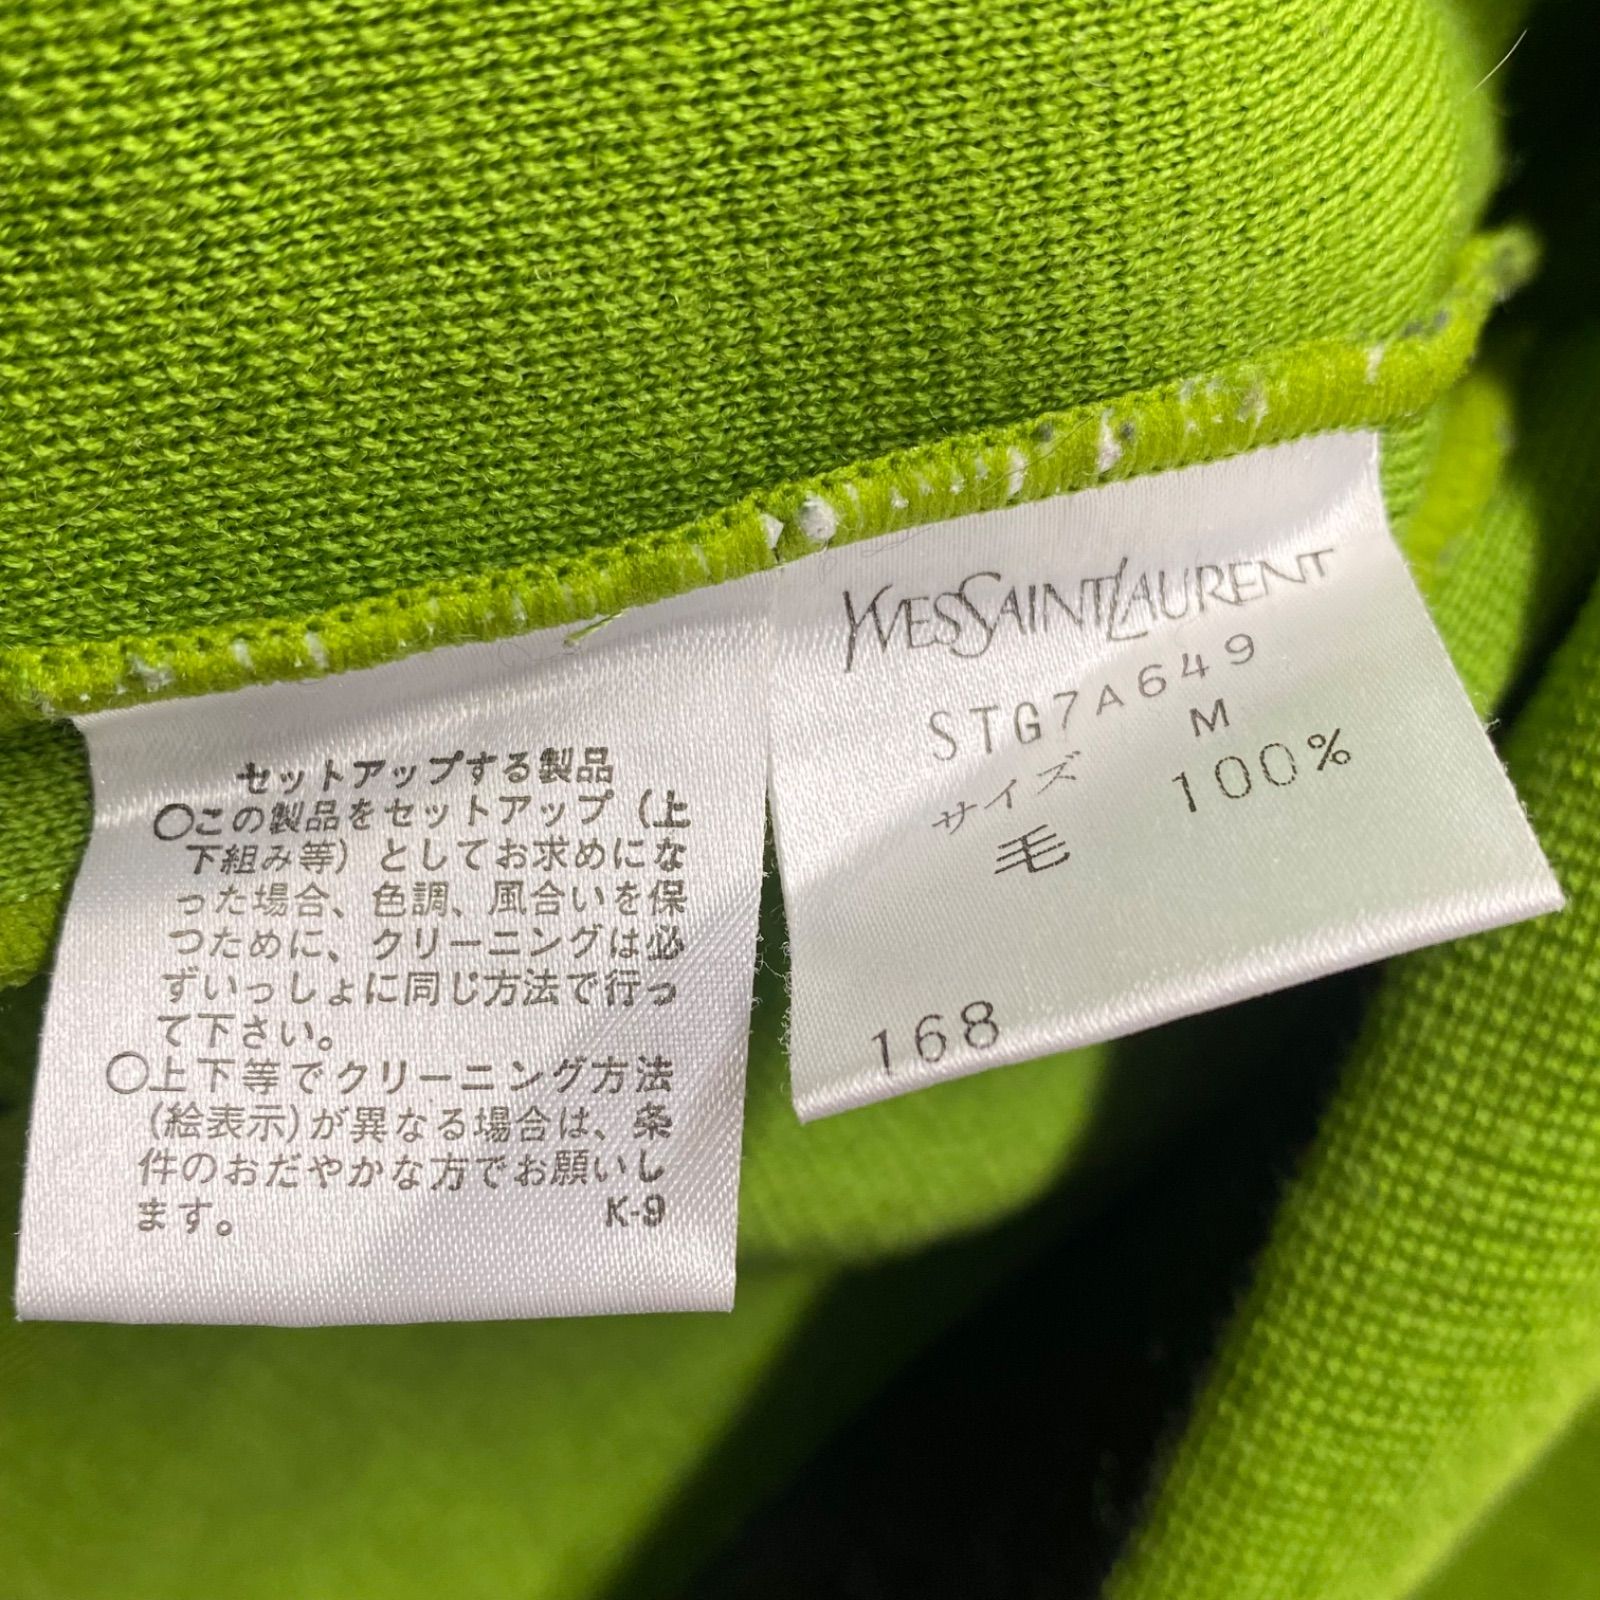 セットアップする製品
○この製品をセットアップ（上
下組み等）としてお求めにな
った場合、色調、風合いを保
つために、クリーニングは必
ずいっしょに同じ方法で行っ
て下さい。
○上下等でクリーニング方法
(絵表示)が異なる場合は、条
件のおだやかな方でお願いし
ます。 K-9
YVESSAINTLAURENT
STG7A649
サイズ M
毛 100%
168